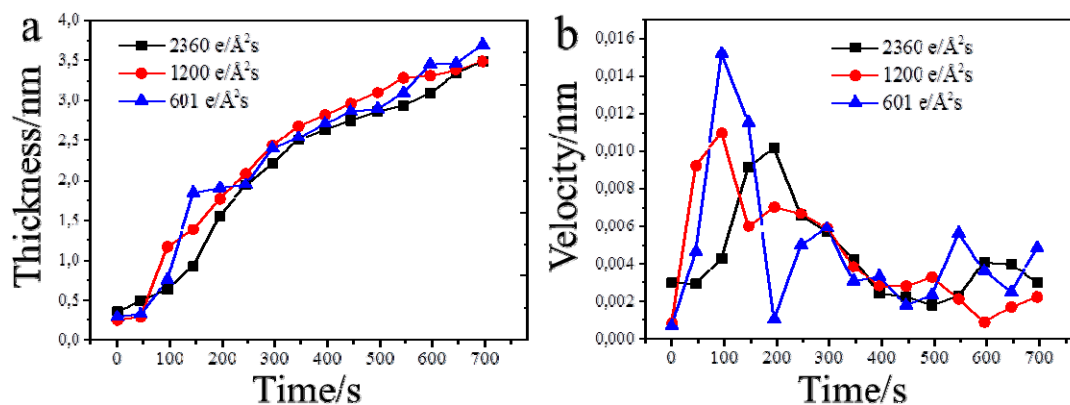 a
4,0
3,5
3,0
2,5
2,0
1,5
1,0
0,5
0,0
Thickness/nm
2360 e/Å²s
1200 e/Å²s
601 e/Å²s
0 100 200 300 400 500 600 700
Time/s
b
0,016
0,014
0,012
0,010
0,008
0,006
0,004
0,002
0,000
Velocity/nm
2360 e/Å²s
1200 e/Å²s
601 e/Å²s
0 100 200 300 400 500 600 700
Time/s